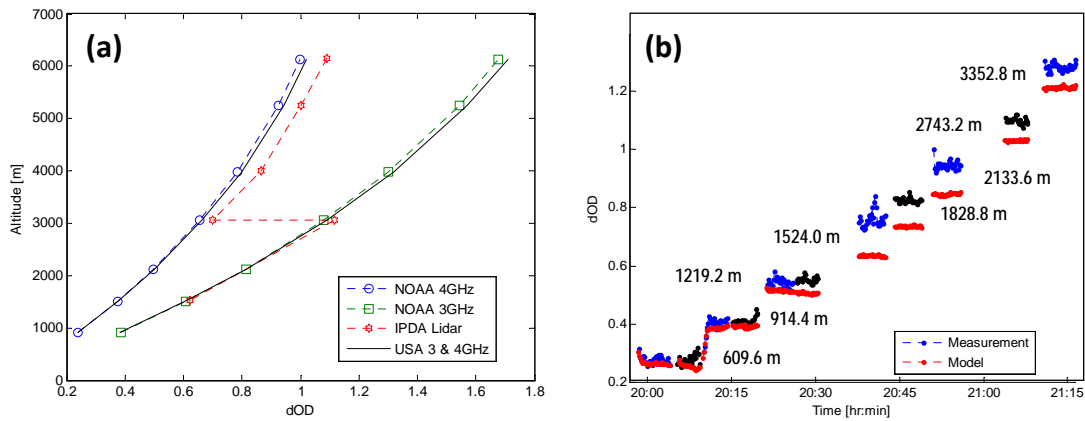 (a)
7000
6000
5000
4000
3000
2000
1000
0
Altitude [m]
0.2 0.4 0.6 0.8 1 1.2 1.4 1.6 1.8
dOD
NOAA 4GHz
NOAA 3GHz
IPDA Lidar
USA 3 & 4GHz
(b)
1.2
1
0.8
0.6
0.4
0.2
dOD
3352.8 m
2743.2 m
2133.6 m
1828.8 m
1524.0 m
1219.2 m
914.4 m
609.6 m
Measurement
Model
20:00 20:15 20:30 20:45 21:00 21:15
Time [hr:min]